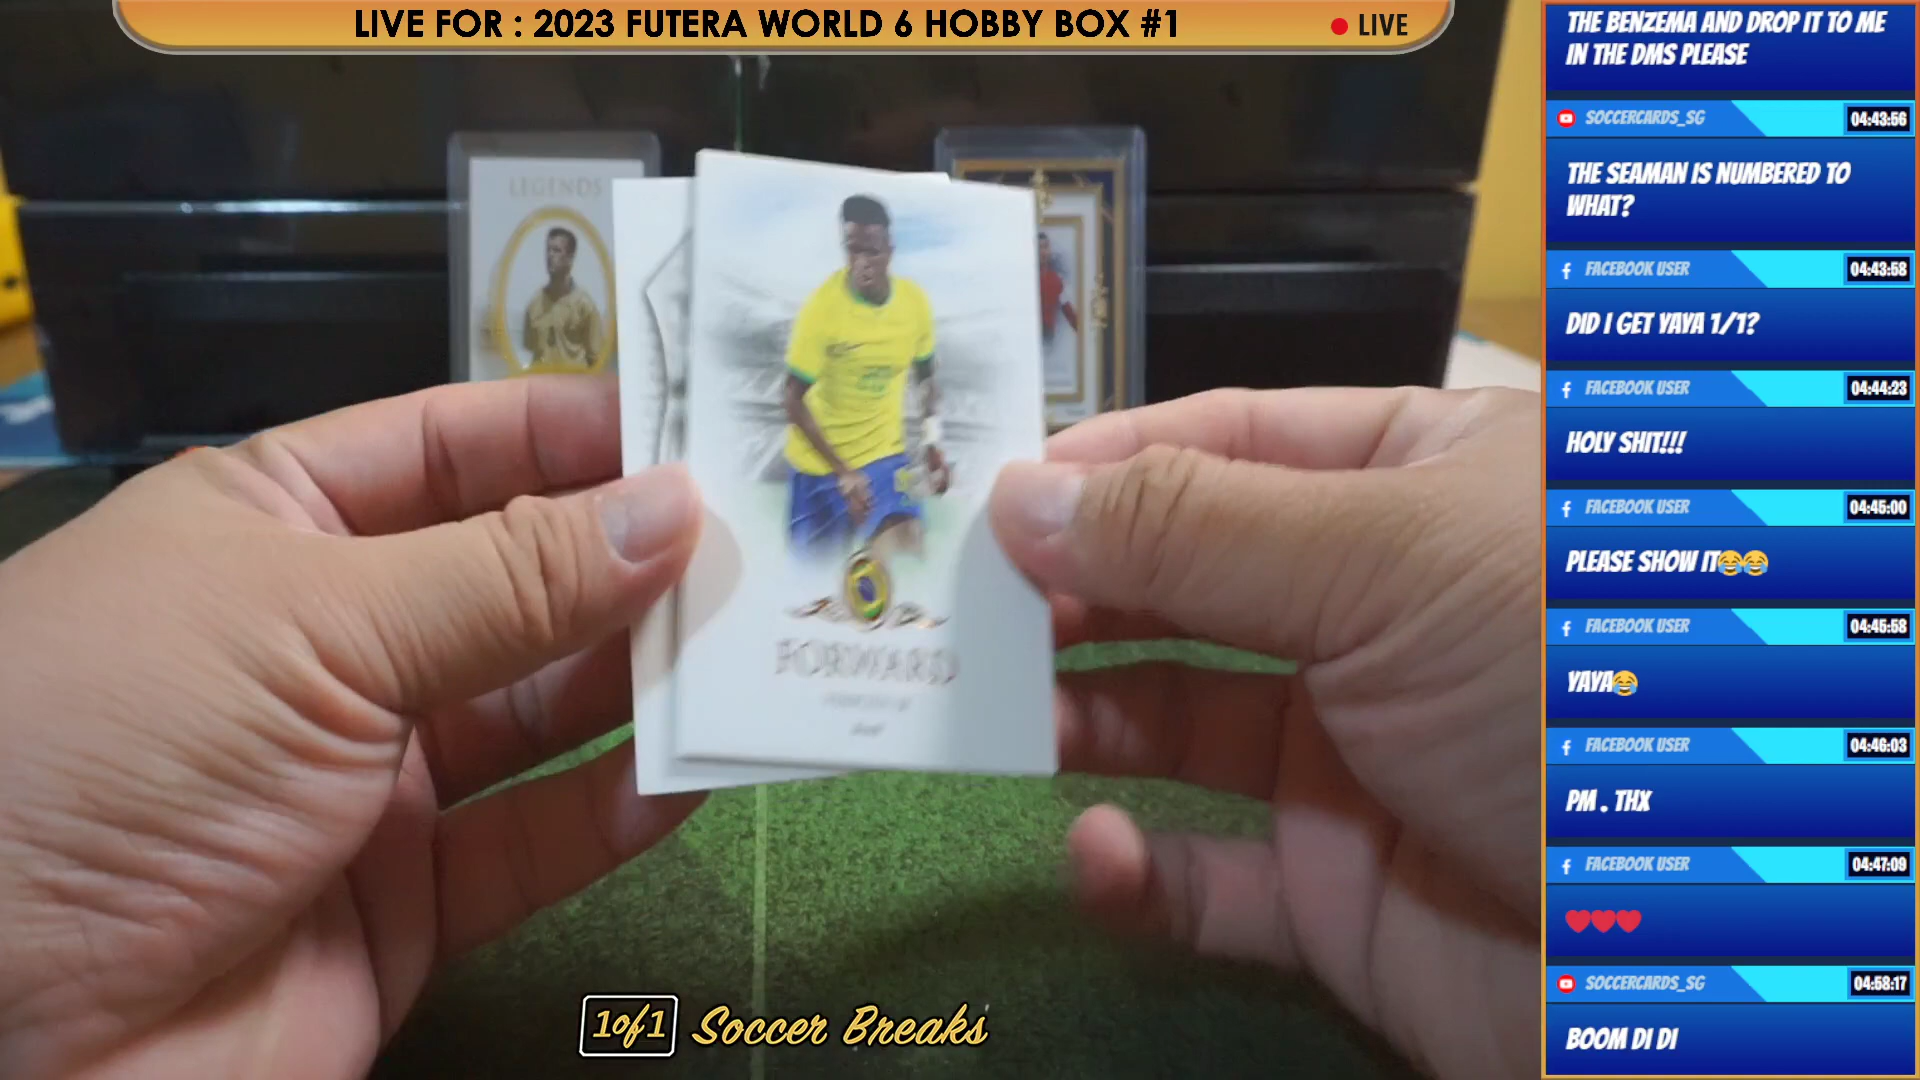 LIVE FOR : 2023 FUTERA WORLD 6 HOBBY BOX #1
LIVE
LEGENDS
FORWARD
1of1 Soccer Breaks
THE BENZEMA AND DROP IT TO ME
IN THE DMS PLEASE
SOCCERCARDS_SG 04:43:56
THE SEAMAN IS NUMBERED TO
WHAT?
FACEBOOK USER 04:43:58
DID I GET YAYA 1/1?
FACEBOOK USER 04:44:23
HOLY SHIT!!!
FACEBOOK USER 04:45:00
PLEASE SHOW IT😂😂
FACEBOOK USER 04:45:58
YAYA😂
FACEBOOK USER 04:46:03
PM . THX
FACEBOOK USER 04:47:09
❤❤❤
SOCCERCARDS_SG 04:58:17
BOOM DI DI